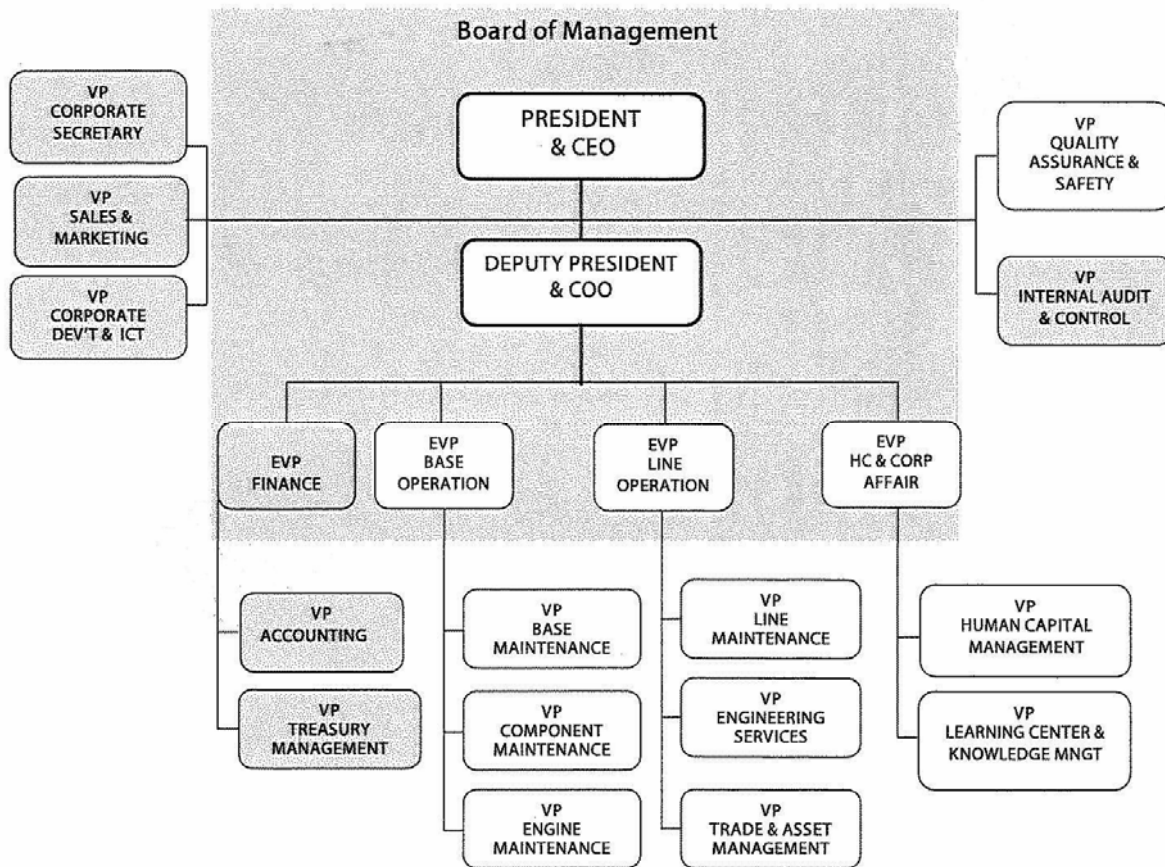 Board of Management
PRESIDENT
& CEO
VP
CORPORATE
SECRETARY
VP
SALES &
MARKETING
VP
CORPORATE
DEV'T & ICT
VP
QUALITY
ASSURANCE &
SAFETY
VP
INTERNAL AUDIT
& CONTROL
DEPUTY PRESIDENT
& COO
EVP
FINANCE
EVP
BASE
OPERATION
EVP
LINE
OPERATION
EVP
HC & CORP
AFFAIR
VP
ACCOUNTING
VP
TREASURY
MANAGEMENT
VP
BASE
MAINTENANCE
VP
COMPONENT
MAINTENANCE
VP
ENGINE
MAINTENANCE
VP
LINE
MAINTENANCE
VP
ENGINEERING
SERVICES
VP
TRADE & ASSET
MANAGEMENT
VP
HUMAN CAPITAL
MANAGEMENT
VP
LEARNING CENTER &
KNOWLEDGE MNGT